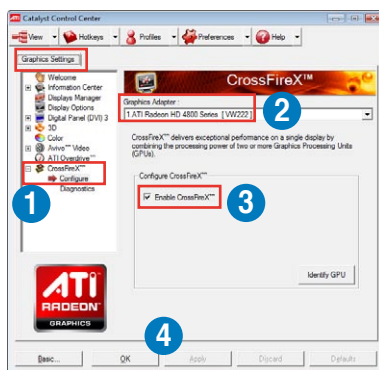 Catalyst Control Center
View Hotkeys Profiles Preferences Help
Graphics Settings
Welcome
Information Center
Displays Manager
Display Options
Digital Panel (DVI) 3
3D
Color
Avivo™ Video
ATI Overdrive™
CrossFireX™
Configure
Diagnostics
1
ATI
RADEON
GRAPHICS
CrossFireX™
Graphics Adapter:
1.ATI Radeon HD 4800 Series [ VW222 ]
2
CrossFireX™ delivers exceptional performance on a single display by
combining the processing power of two or more Graphics Processing Units
(GPUs).
Configure CrossFireX™
Enable CrossFireX™
3
Identify GPU
4
Basic... OK Apply Discard Defaults